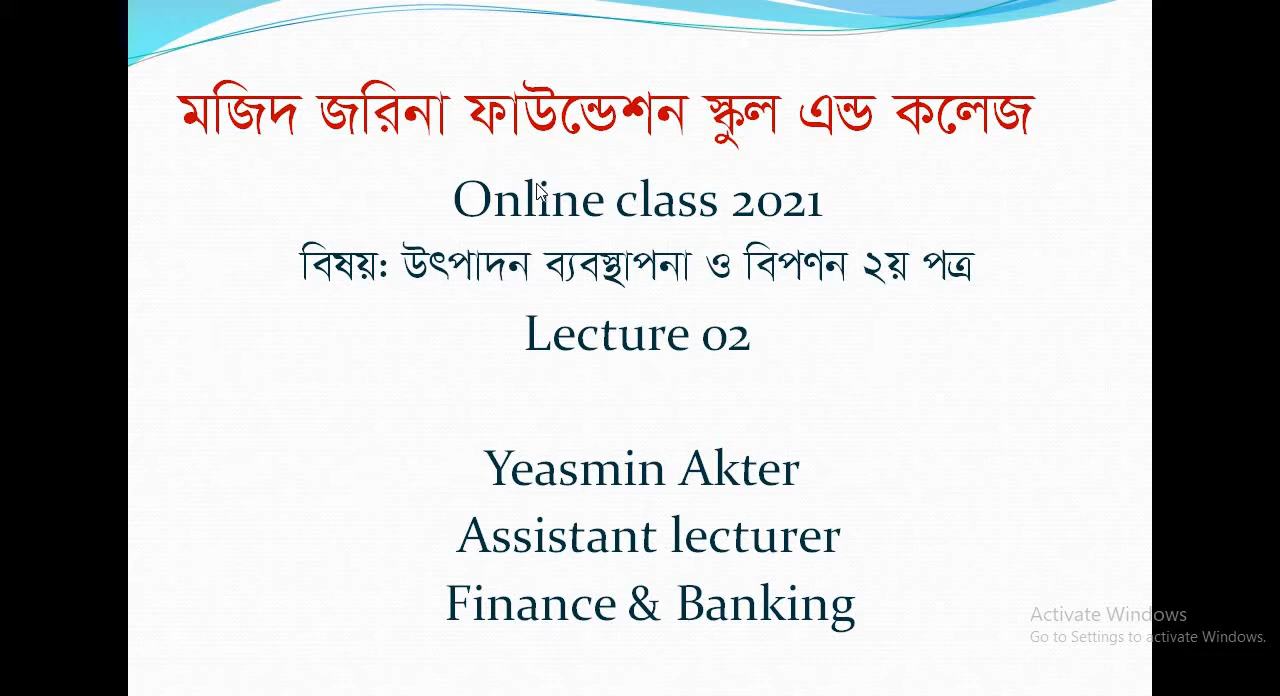 মজিদ জরিনা ফাউন্ডেশন স্কুল এন্ড কলেজ
Online class 2021
বিষয়: উৎপাদন ব্যবস্থাপনা ও বিপণন ২য় পত্র
Lecture 02
Yeasmin Akter
Assistant lecturer
Finance & Banking
Activate Windows
Go to Settings to activate Windows.